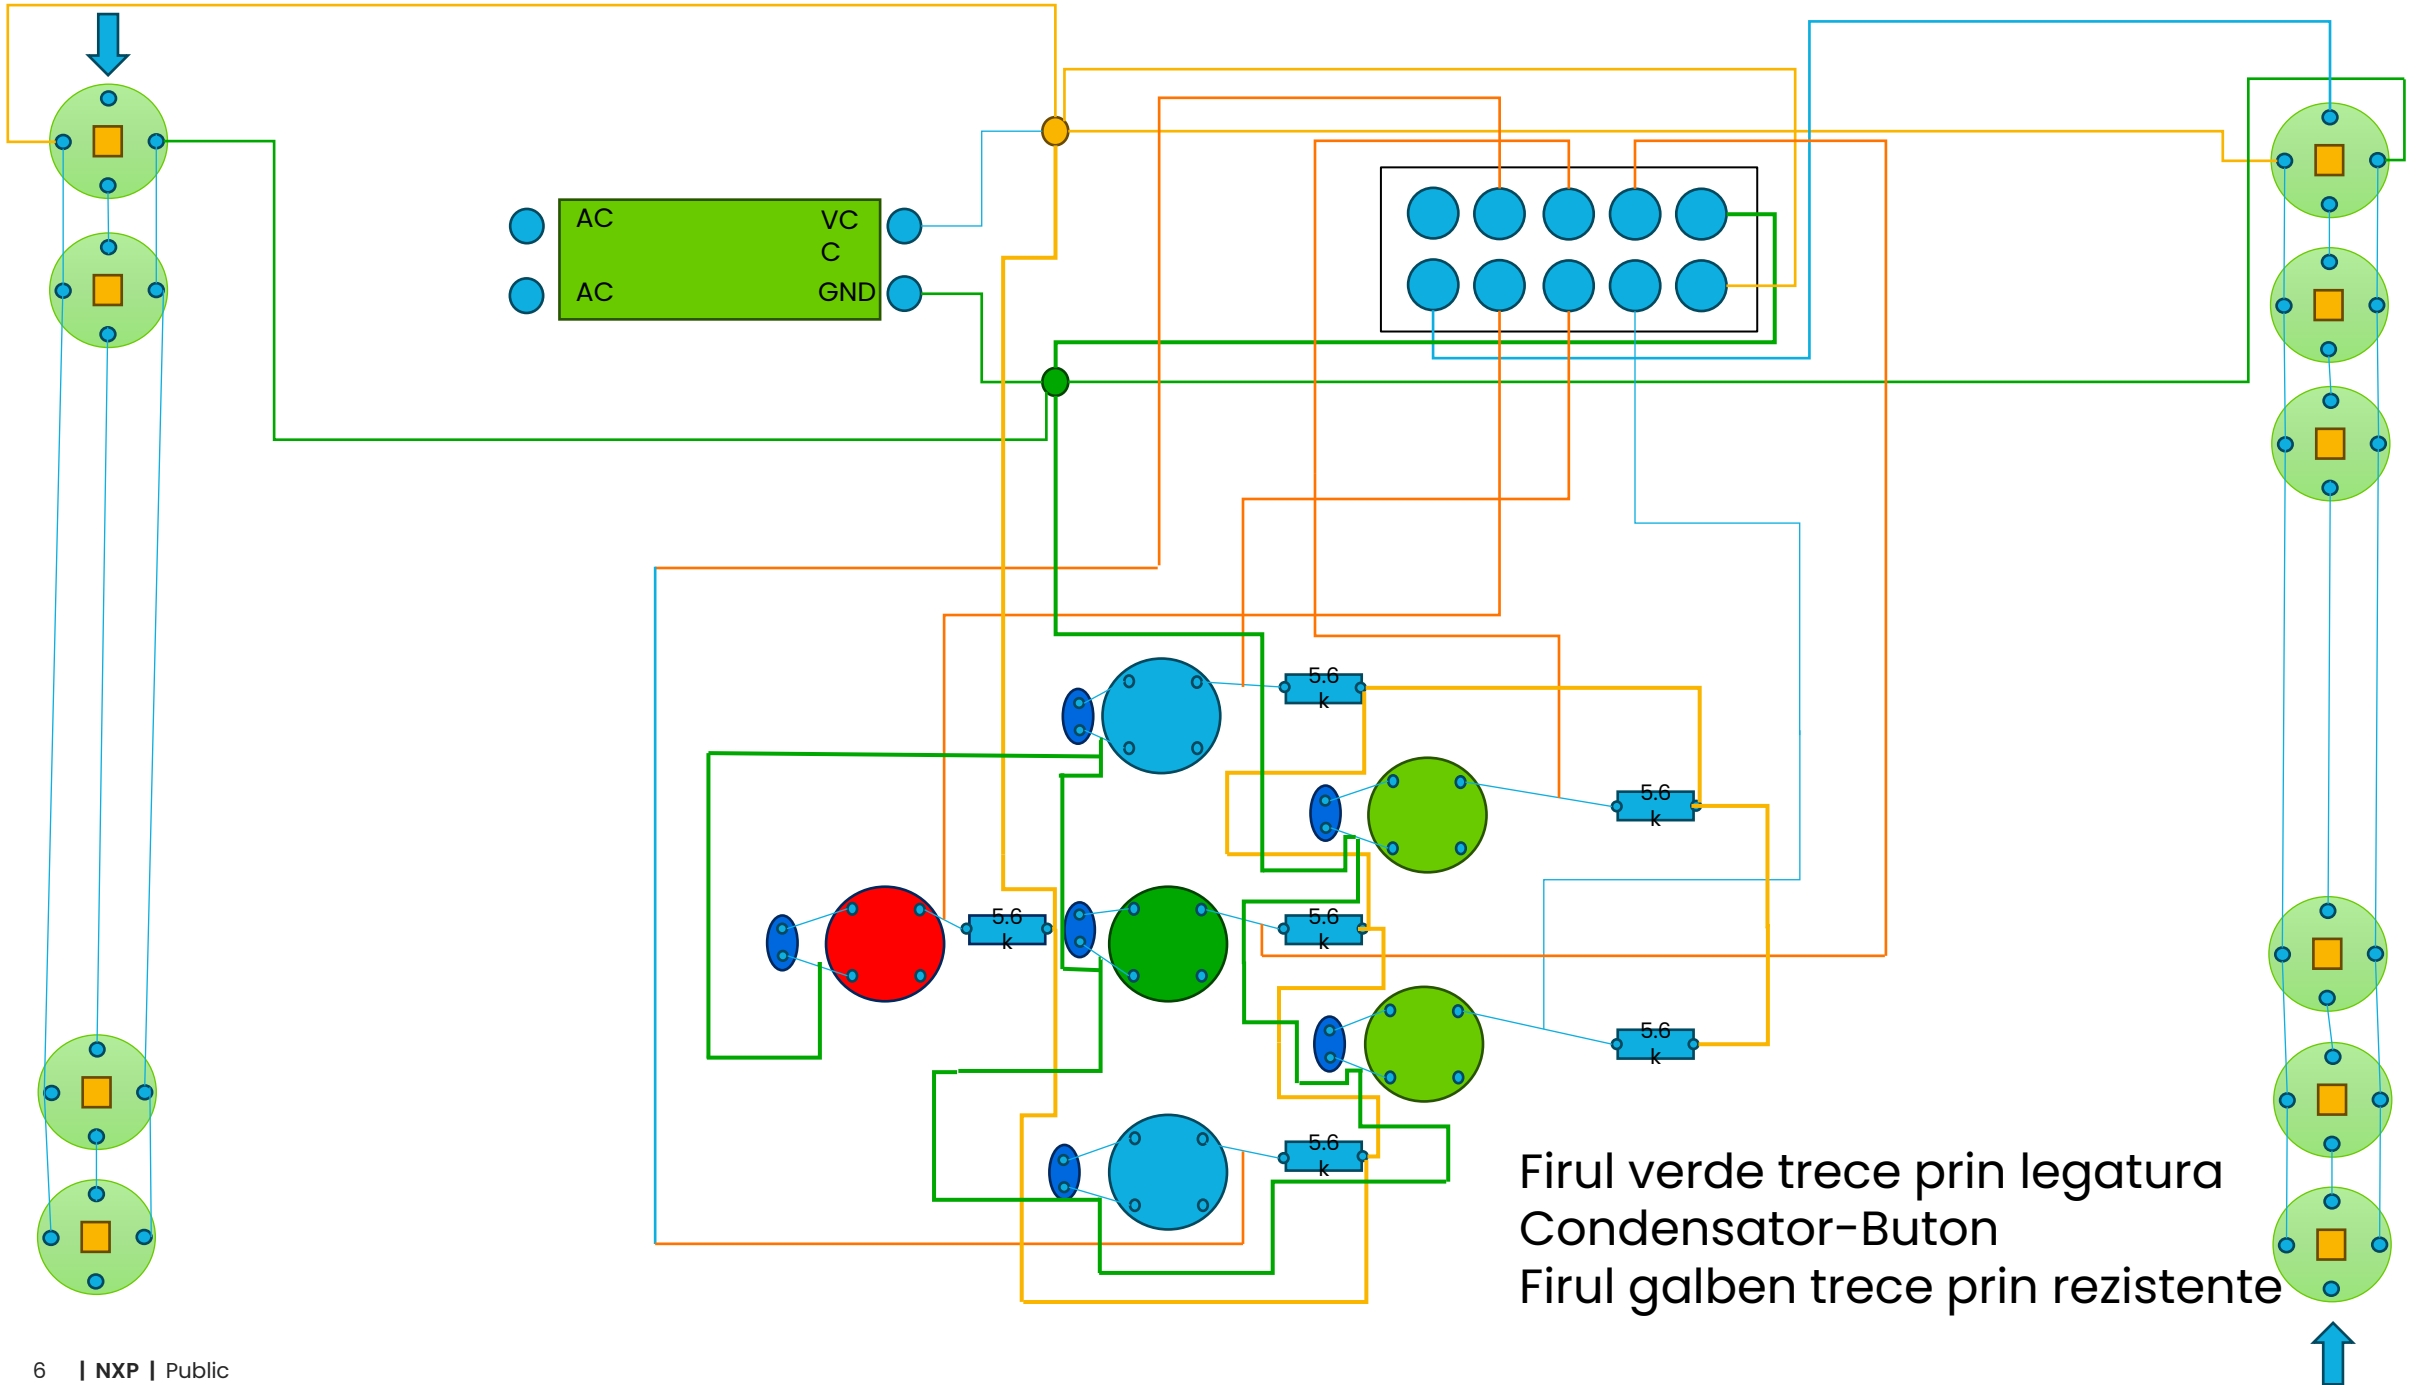 AC
VC
C
AC
GND
5.6
k
5.6
k
5.6
k
5.6
k
5.6
k
5.6
k
Firul verde trece prin legatura
Condensator-Buton
Firul galben trece prin rezistente
6 | NXP | Public